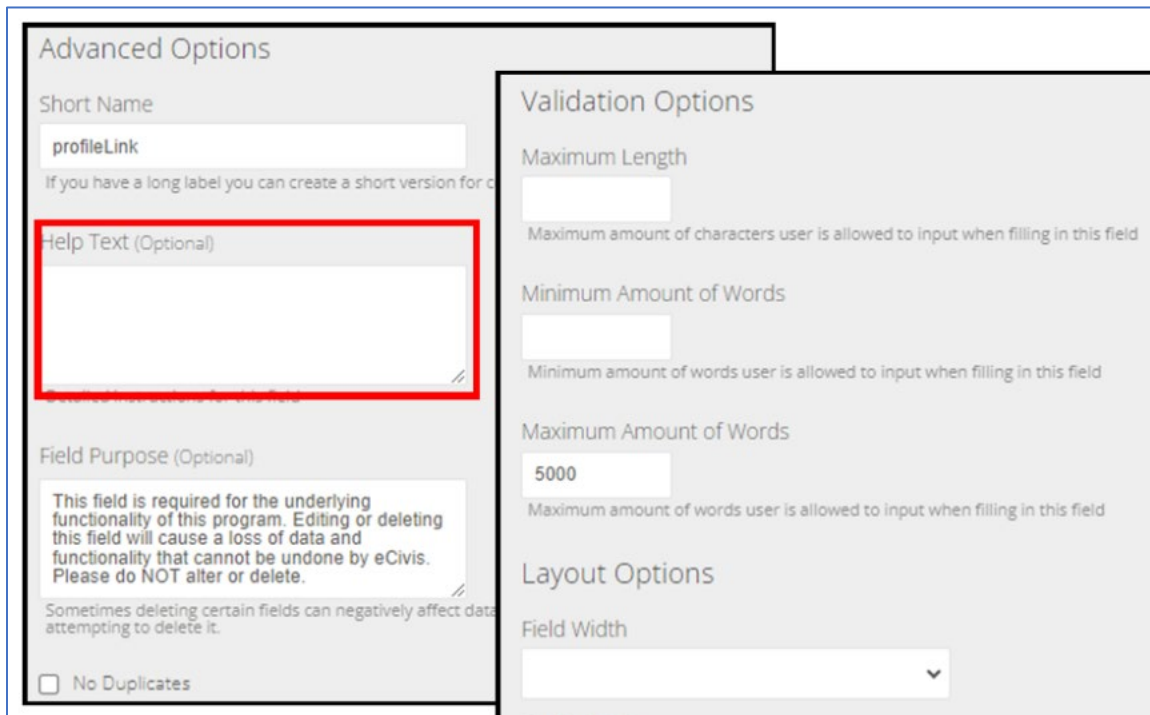 Advanced Options
Short Name
profileLink
If you have a long label you can create a short version for c
Help Text (Optional)
Detailed instructions for this field
Field Purpose (Optional)
This field is required for the underlying
functionality of this program. Editing or deleting
this field will cause a loss of data and
functionality that cannot be undone by eCivis.
Please do NOT alter or delete.
Sometimes deleting certain fields can negatively affect data
attempting to delete it.
No Duplicates
Validation Options
Maximum Length
Maximum amount of characters user is allowed to input when filling in this field
Minimum Amount of Words
Minimum amount of words user is allowed to input when filling in this field
Maximum Amount of Words
5000
Maximum amount of words user is allowed to input when filling in this field
Layout Options
Field Width